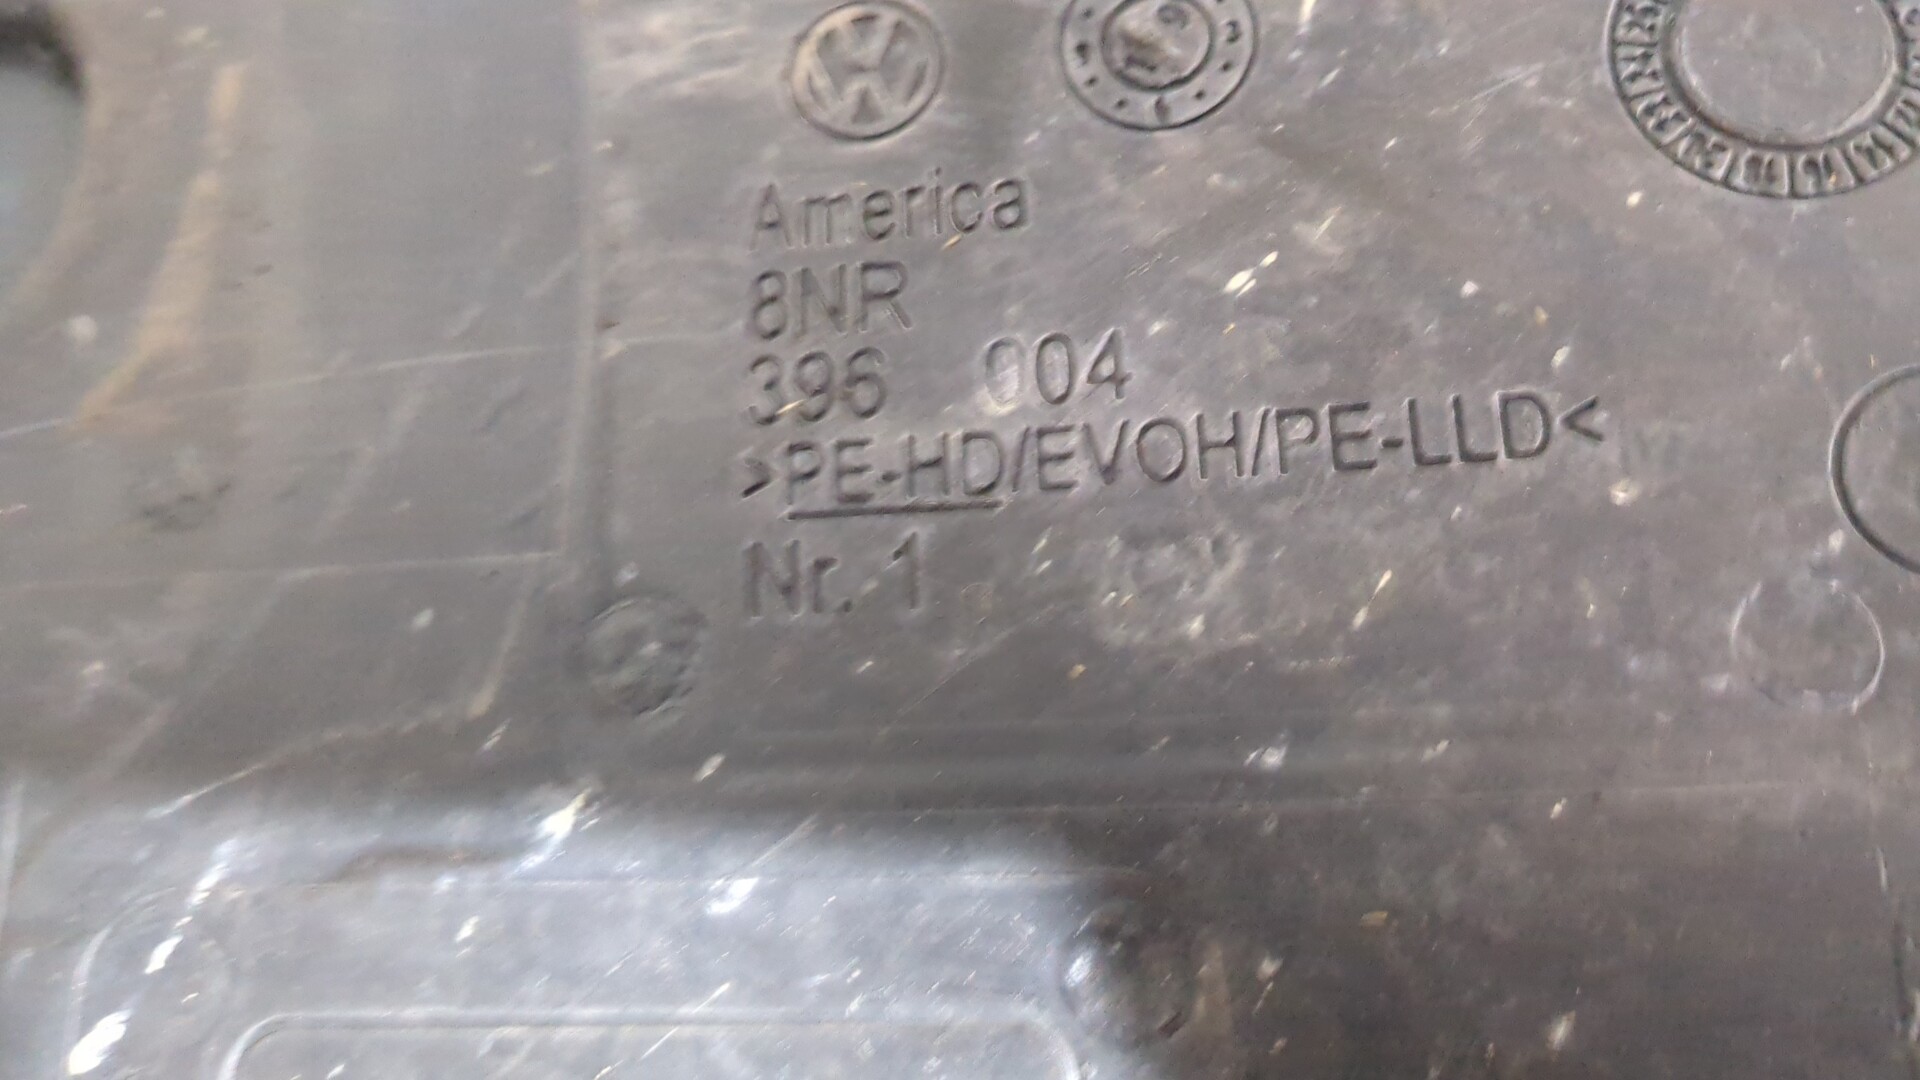 America
8NR
396 004
>PE-HD/EVOH/PE-LLD<
Nr. 1